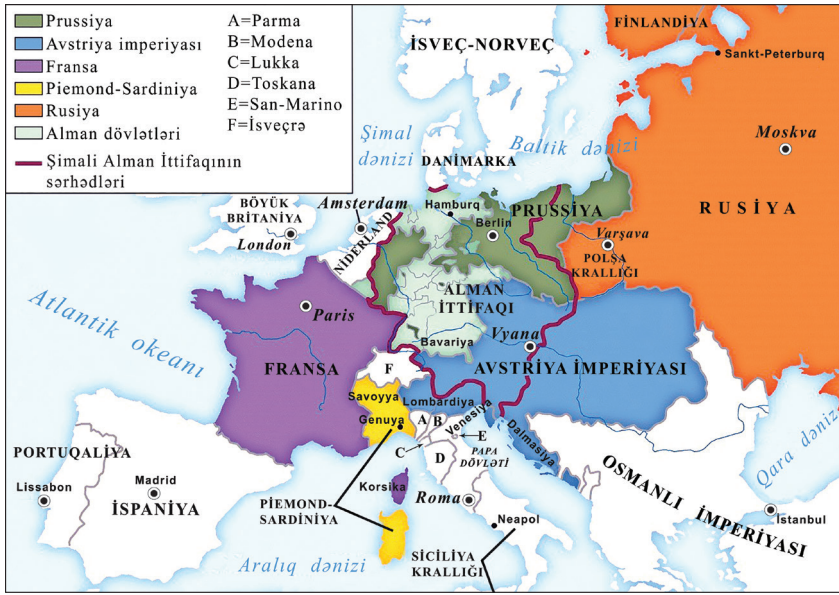 Prussiya
Avstriya imperiyası
Fransa
Piemond-Sardiniya
Rusiya
Alman dövlətləri
Şimali Alman İttifaqının
sərhədləri
A=Parma
B=Modena
C=Lukka
D=Toskana
E=San-Marino
F=İsveçrə
FİNLANDİYA
İSVEÇ-NORVEÇ
Sankt-Peterburq
Şimal
dənizi
Baltik dənizi
Moskva
DANİMARKA
BÖYÜK
BRİTANİYA
Amsterdam
Hamburq
PRUSSİYA
RUSİYA
London
NİDERLAND
Berlin
Varşava
POLŞA
KRALLIĞI
Atlantik okeanı
Paris
ALMAN
İTTİFAQI
Bavariya
Vyana
FRANSA
F
AVSTRİYA İMPERİYASI
Savoyya
Lombardiya
Genuya
A
B
Venesiya
E
Dalmasiya
C
D
PAPA
DÖVLƏTİ
Qara dəniz
PORTUQALİYA
Lissabon
Madrid
İSPANİYA
PİEMOND-
SARDİNİYA
Korsika
Roma
Neapol
OSMANLI İMPERİYASI
İstanbul
Aralıq dənizi
SİCİLİYA
KRALLIĞI